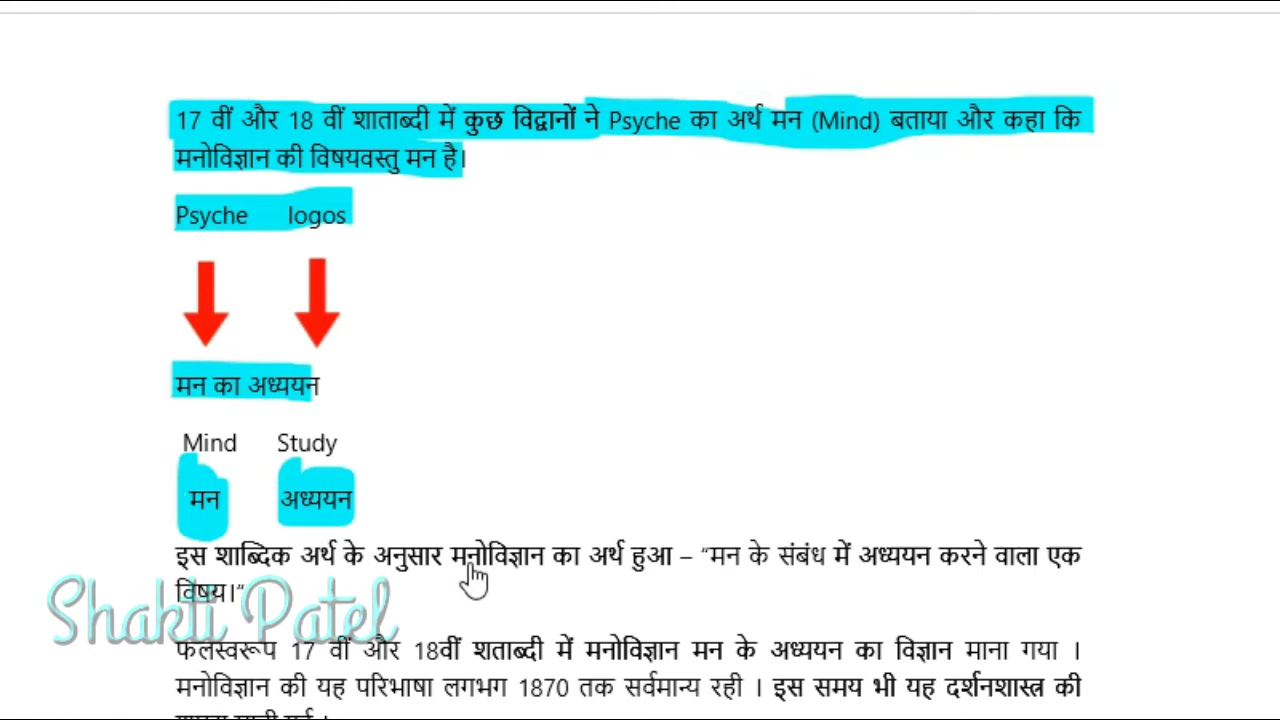 17 वीं और 18 वीं शाताब्दी में कुछ विद्वानों ने Psyche का अर्थ मन (Mind) बताया और कहा कि
मनोविज्ञान की विषयवस्तु मन है।
Psyche logos
मन का अध्ययन
Mind Study
मन अध्ययन
इस शाब्दिक अर्थ के अनुसार मनोविज्ञान का अर्थ हुआ – “मन के संबंध में अध्ययन करने वाला एक
विषय।“
Shakti Patel
फलस्वरूप 17 वीं और 18वीं शताब्दी में मनोविज्ञान मन के अध्ययन का विज्ञान माना गया ।
मनोविज्ञान की यह परिभाषा लगभग 1870 तक सर्वमान्य रही । इस समय भी यह दर्शनशास्त्र की